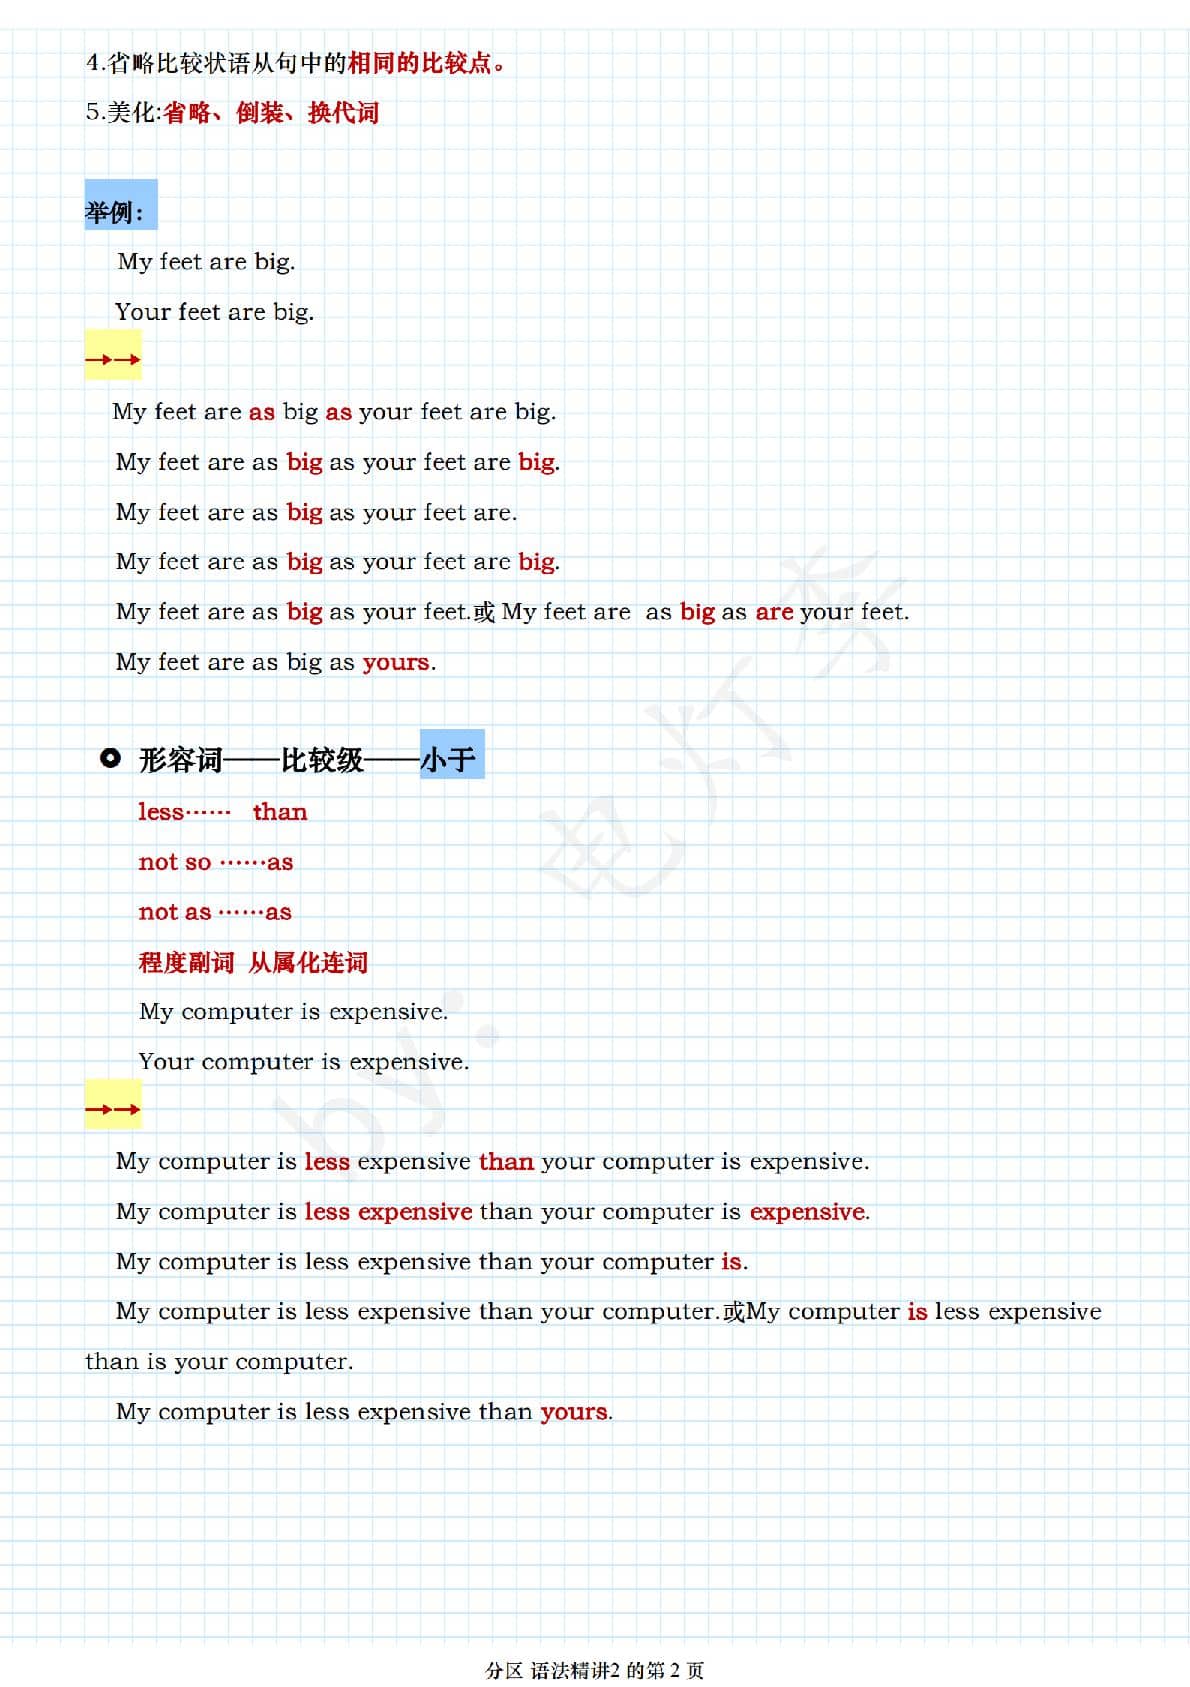 4.省略比较状语从句中的相同的比较点。
5.美化:省略、倒装、换代词
举例：
My feet are big.
Your feet are big.
→→
My feet are as big as your feet are big.
My feet are as big as your feet are big.
My feet are as big as your feet are.
My feet are as big as your feet are big.
My feet are as big as your feet.或 My feet are  as big as are your feet.
My feet are as big as yours.
形容词——比较级——小于
less…… than
not so ……as
not as ……as
程度副词 从属化连词
My computer is expensive.
Your computer is expensive.
→→
My computer is less expensive than your computer is expensive.
My computer is less expensive than your computer is expensive.
My computer is less expensive than your computer is.
My computer is less expensive than your computer.或My computer is less expensive
than is your computer.
My computer is less expensive than yours.
by:电灯李
分区 语法精讲2 的第 2 页